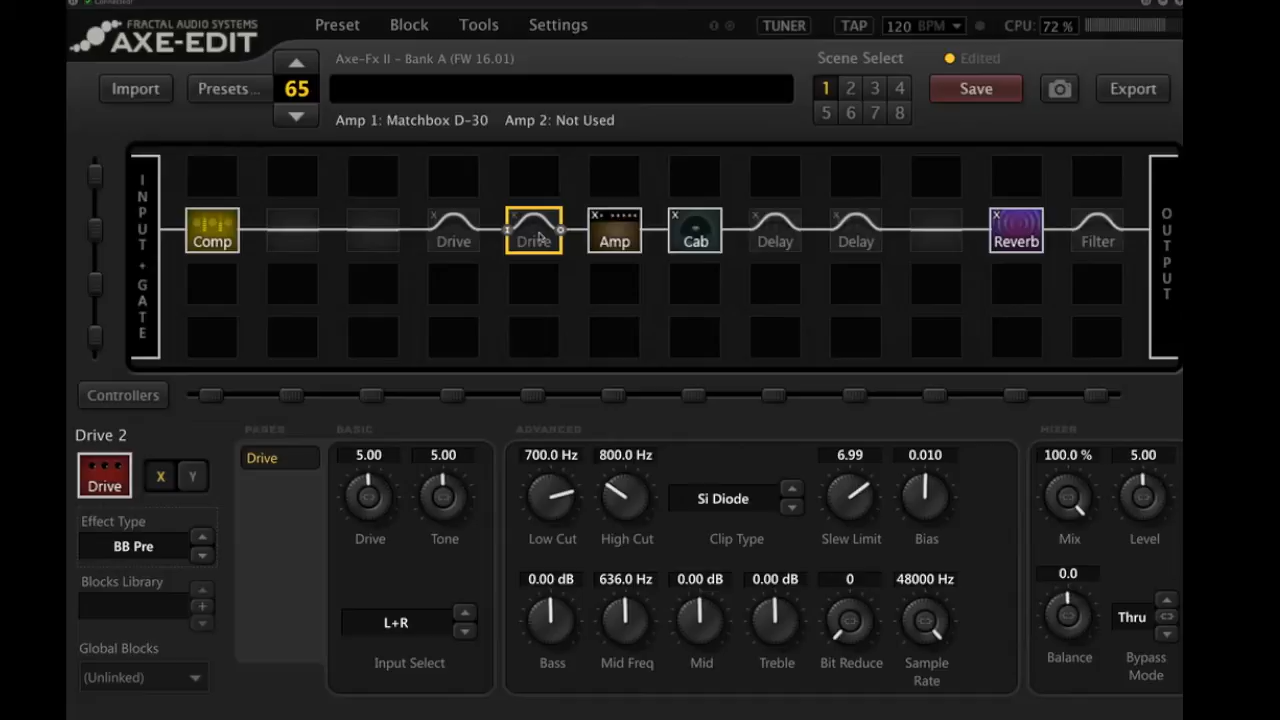 FRACTAL AUDIO SYSTEMS
AXE-EDIT
Preset Block Tools Settings
TUNER TAP 120 BPM CPU: 72 %
Import Presets... 65
Axe-Fx II – Bank A (FW 16.01)
Amp 1: Matchbox D-30 Amp 2: Not Used
Scene Select
1 2 3 4
5 6 7 8
Edited
Save Export
INPUT + GATE
Comp
X Drive
X Drive
X Amp
X Cab
X Delay
X Delay
X Reverb
X Filter
OUTPUT
Controllers
Drive 2
Drive X Y
Effect Type
BB Pre
Blocks Library
Global Blocks
(Unlinked)
PAGES
Drive
BASIC
5.00 5.00
Drive Tone
L+R
Input Select
ADVANCED
700.0 Hz 800.0 Hz 6.99 0.010
Si Diode
Low Cut High Cut Clip Type Slew Limit Bias
0.00 dB 636.0 Hz 0.00 dB 0.00 dB 0 48000 Hz
Bass Mid Freq Mid Treble Bit Reduce Sample Rate
MIXER
100.0 % 5.00
Mix Level
0.0
Thru
Balance Bypass Mode